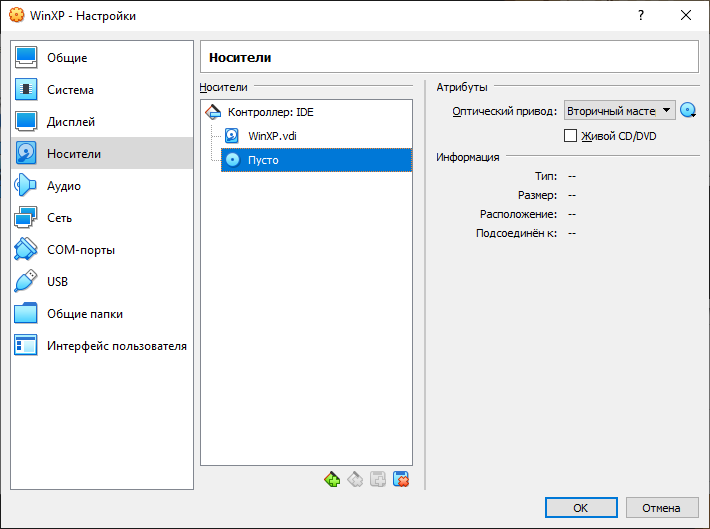 WinXP - Настройки
?
Общие
Система
Дисплей
Носители
Аудио
Сеть
COM-порты
USB
Общие папки
Интерфейс пользователя
Носители
Носители
Контроллер: IDE
WinXP.vdi
Пусто
Атрибуты
Оптический привод: Вторичный масте
Живой CD/DVD
Информация
Тип: --
Размер: --
Расположение: --
Подсоединён к: --
OK Отмена